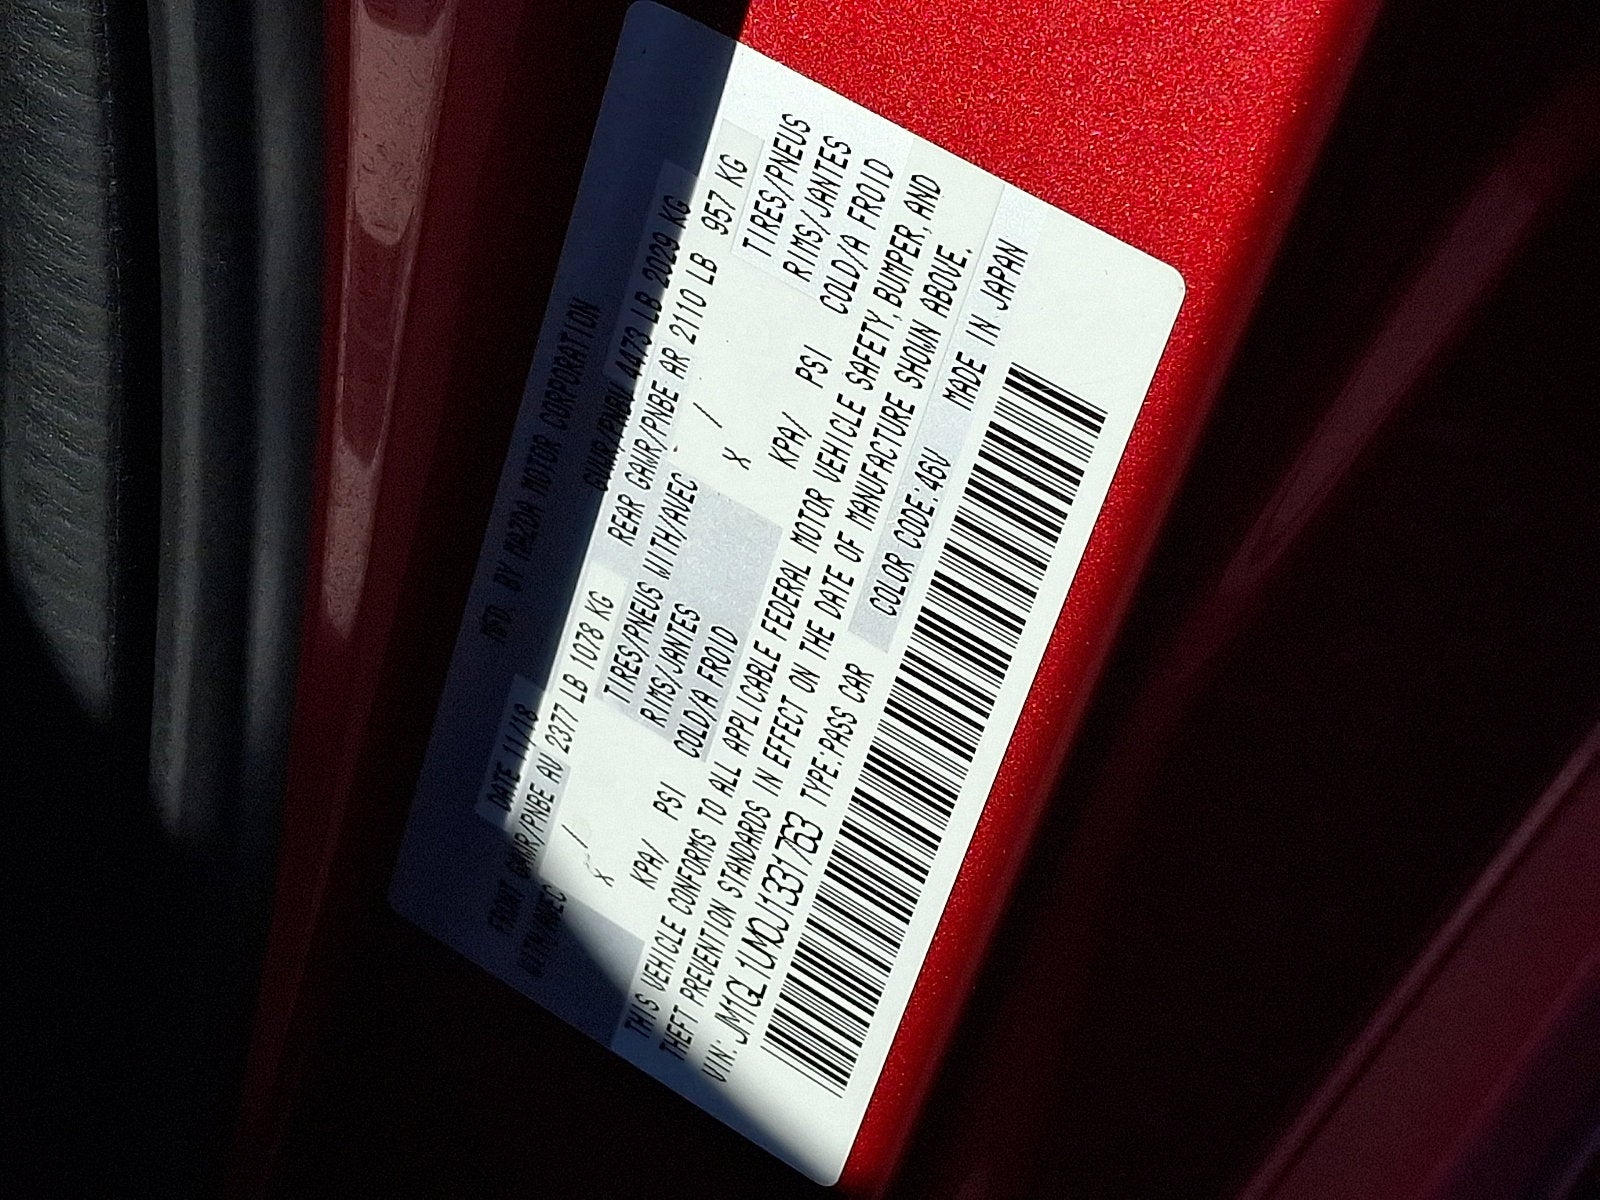 MFD. BY MAZDA MOTOR CORPORATION
DATE 11/18 GVWR/PNBV 4473 LB 2029 KG
FRONT GAWR/PNBE AV 2377 LB 1078 KG REAR GAWR/PNBE AR 2110 LB 957 KG
WITH/AVEC TIRES/PNEUS WITH/AVEC TIRES/PNEUS
X / RIMS/JANTES X / RIMS/JANTES
KPA/ PSI COLD/A FROID KPA/ PSI COLD/A FROID
THIS VEHICLE CONFORMS TO ALL APPLICABLE FEDERAL MOTOR VEHICLE SAFETY, BUMPER, AND
THEFT PREVENTION STANDARDS IN EFFECT ON THE DATE OF MANUFACTURE SHOWN ABOVE.
VIN: JM1GL1UM0J1331763 TYPE:PASS CAR COLOR CODE:46V MADE IN JAPAN